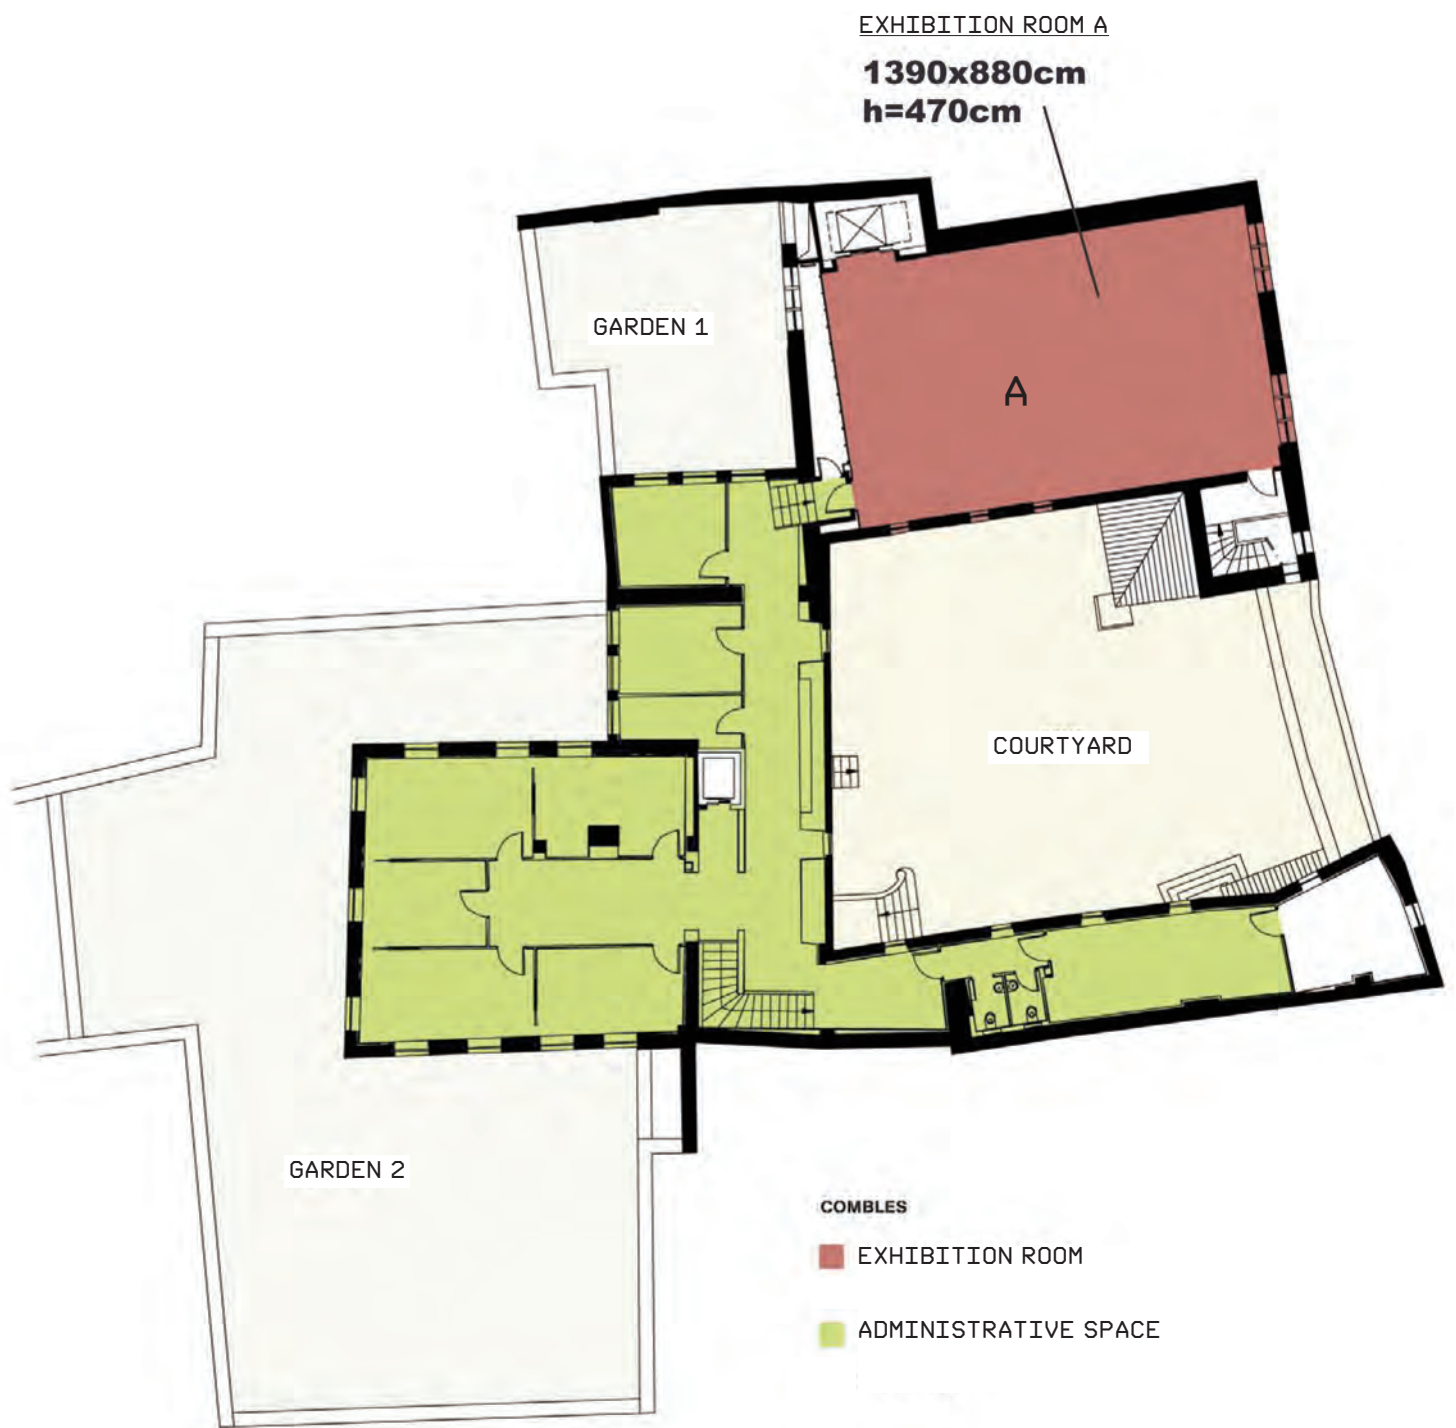 EXHIBITION ROOM A
1390x880cm
h=470cm
GARDEN 1
A
COURTYARD
GARDEN 2
COMBLES
EXHIBITION ROOM
ADMINISTRATIVE SPACE